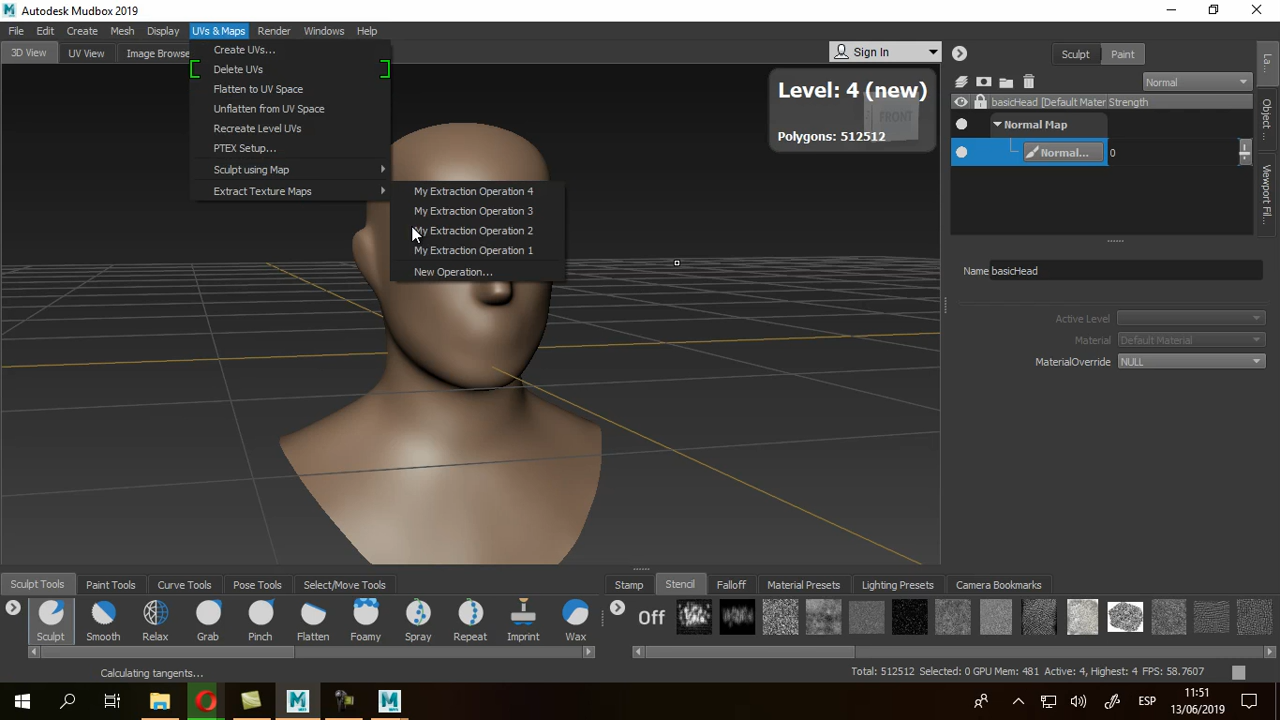 Autodesk Mudbox 2019
File Edit Create Mesh Display UVs & Maps Render Windows Help
3D View UV View Image Browse
Create UVs...
Delete UVs
Flatten to UV Space
Unflatten from UV Space
Recreate Level UVs
PTEX Setup...
Sculpt using Map
Extract Texture Maps
My Extraction Operation 4
My Extraction Operation 3
My Extraction Operation 2
My Extraction Operation 1
New Operation...
Sign In
Level: 4 (new)
FRONT
Polygons: 512512
Sculpt Paint
Normal
basicHead [Default Mater Strength
Normal Map
Normal... 0
La...
Object ...
Viewport Fil...
Name basicHead
Active Level
Material Default Material
MaterialOverride NULL
Sculpt Tools Paint Tools Curve Tools Pose Tools Select/Move Tools
Stamp Stencil Falloff Material Presets Lighting Presets Camera Bookmarks
Sculpt Smooth Relax Grab Pinch Flatten Foamy Spray Repeat Imprint Wax
Off
Calculating tangents...
Total: 512512 Selected: 0 GPU Mem: 481 Active: 4, Highest: 4 FPS: 58.7607
ESP
11:51
13/06/2019